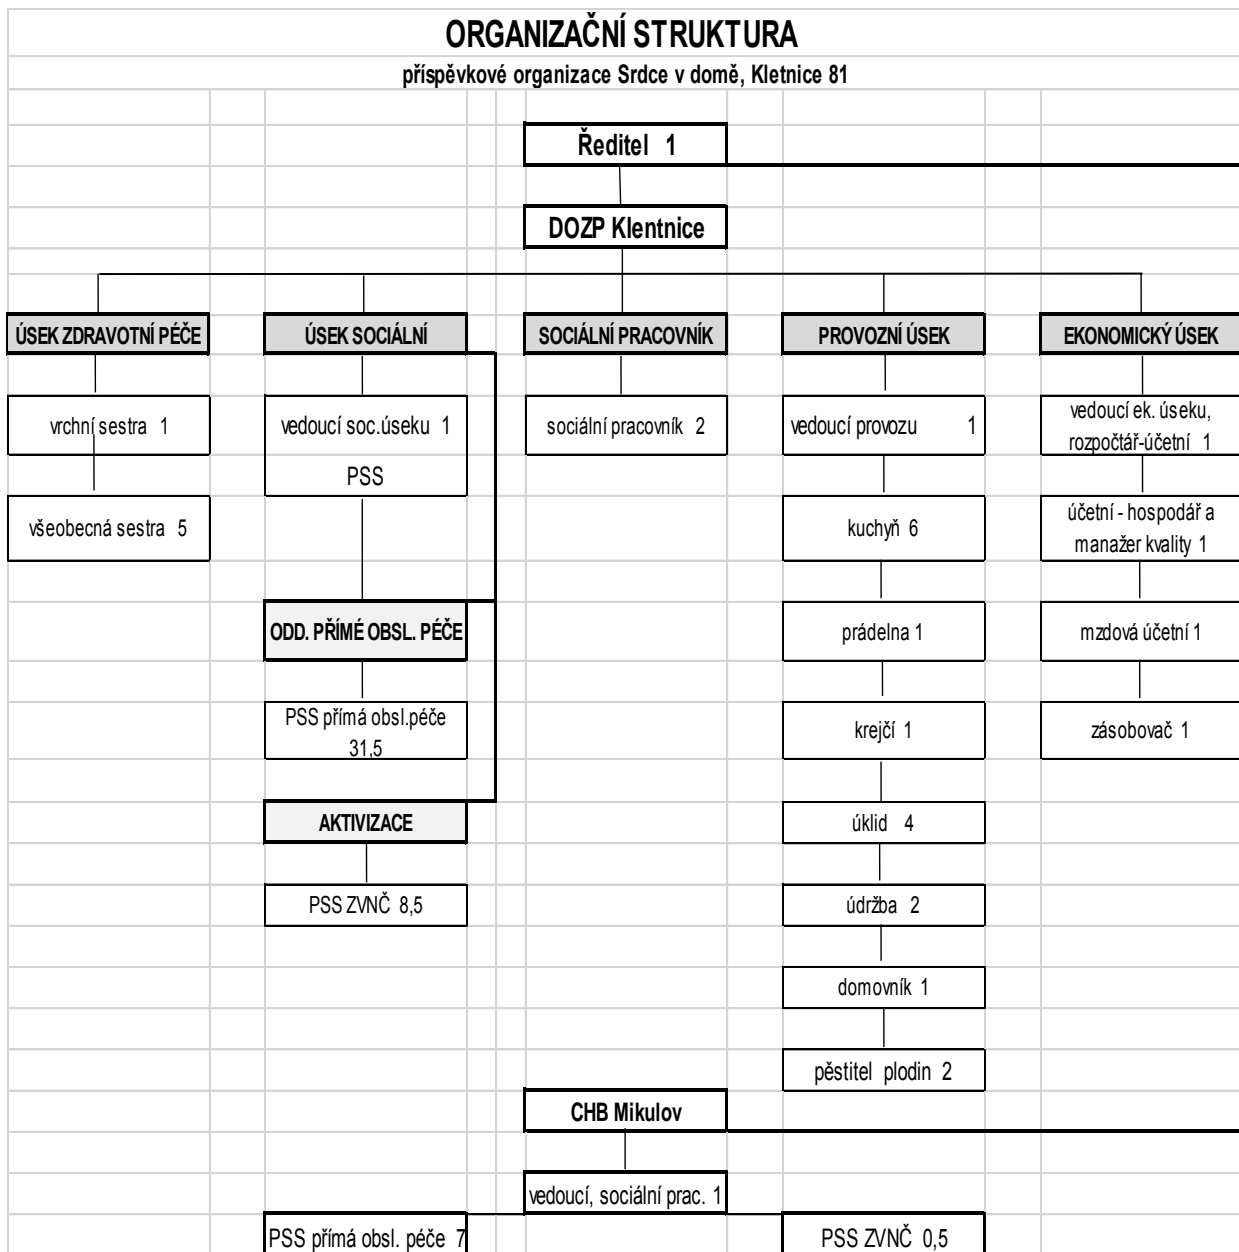 ORGANIZAČNÍ STRUKTURA
příspěvkové organizace Srdce v domě, Kletnice 81
Ředitel 1
DOZP Klentnice
ÚSEK ZDRAVOTNÍ PÉČE
ÚSEK SOCIÁLNÍ
SOCIÁLNÍ PRACOVNÍK
PROVOZNÍ ÚSEK
EKONOMICKÝ ÚSEK
vrchní sestra 1
vedoucí soc.úseku 1
sociální pracovník 2
vedoucí provozu 1
vedoucí ek. úseku,
rozpočtář-účetní 1
PSS
všeobecná sestra 5
kuchyň 6
účetní - hospodář a
manažer kvality 1
ODD. PŘÍMÉ OBSL. PÉČE
prádelna 1
mzdová účetní 1
PSS přímá obsl.péče
31,5
krejčí 1
zásobovač 1
AKTIVIZACE
úklid 4
PSS ZVNČ 8,5
údržba 2
domovník 1
pěstitel plodin 2
CHB Mikulov
vedoucí, sociální prac. 1
PSS přímá obsl. péče 7
PSS ZVNČ 0,5